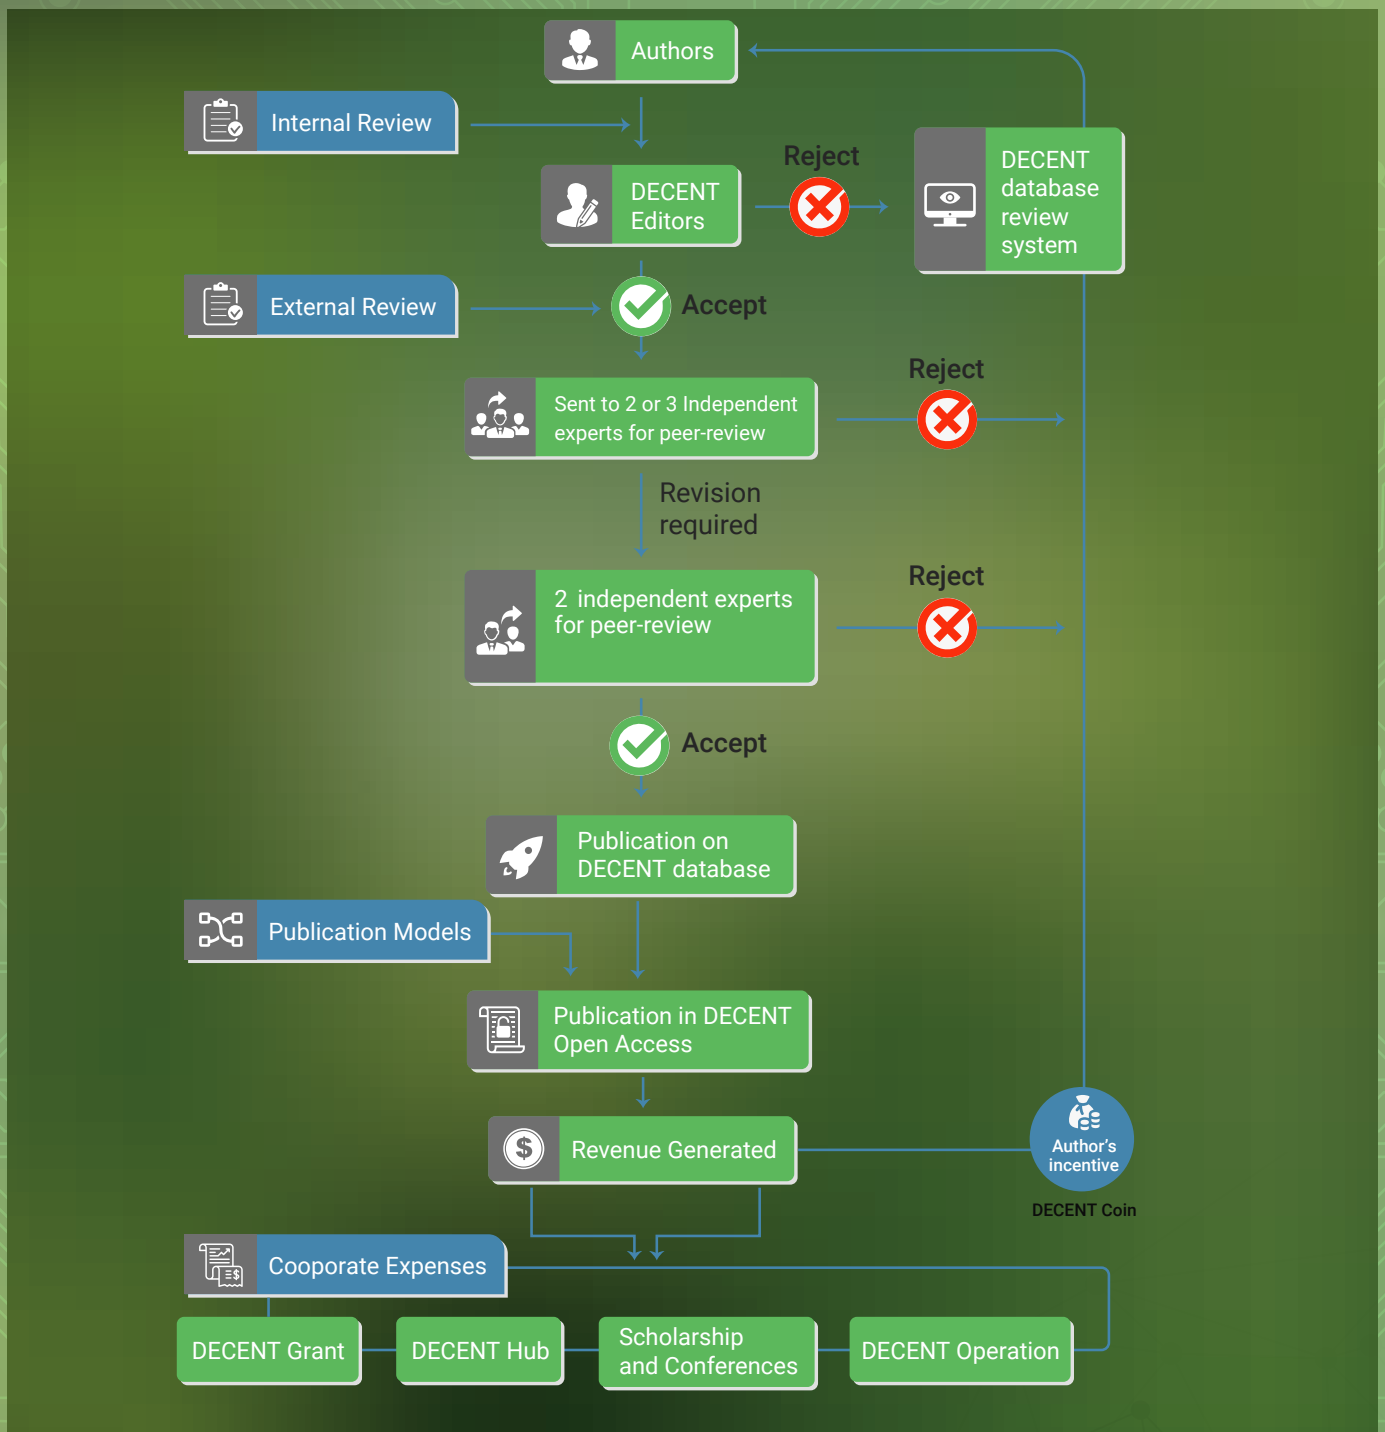 Authors
Internal Review
Reject
DECENT
database
review
system
DECENT
Editors
External Review
Accept
Reject
Sent to 2 or 3 Independent
experts for peer-review
Revision
required
Reject
2 independent experts
for peer-review
Accept
Publication on
DECENT database
Publication Models
Publication in DECENT
Open Access
Revenue Generated
Author's
incentive
DECENT Coin
Cooporate Expenses
DECENT Grant
DECENT Hub
Scholarship
and Conferences
DECENT Operation